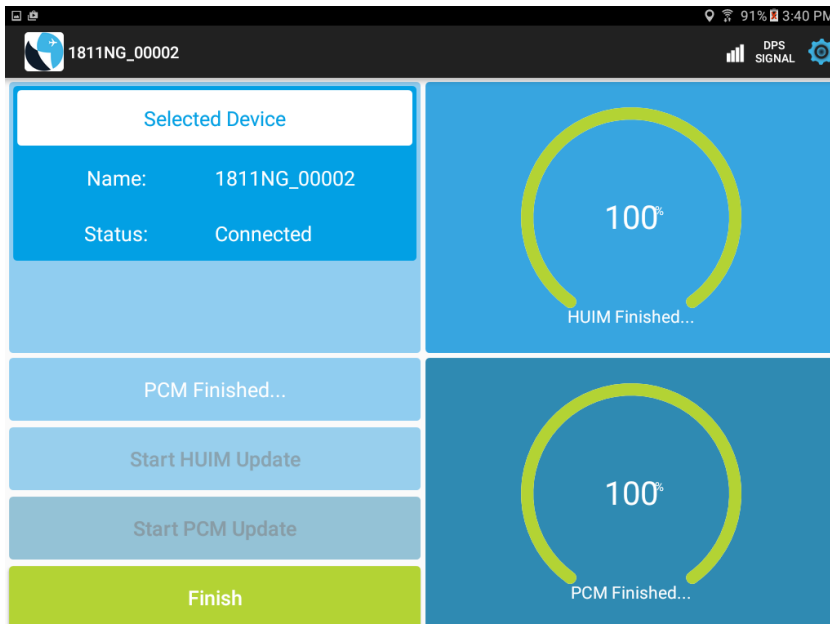 91% 3:40 PM
1811NG_00002
DPS
SIGNAL
Selected Device
Name: 1811NG_00002
Status: Connected
PCM Finished...
Start HUIM Update
Start PCM Update
Finish
100%
HUIM Finished...
100%
PCM Finished...